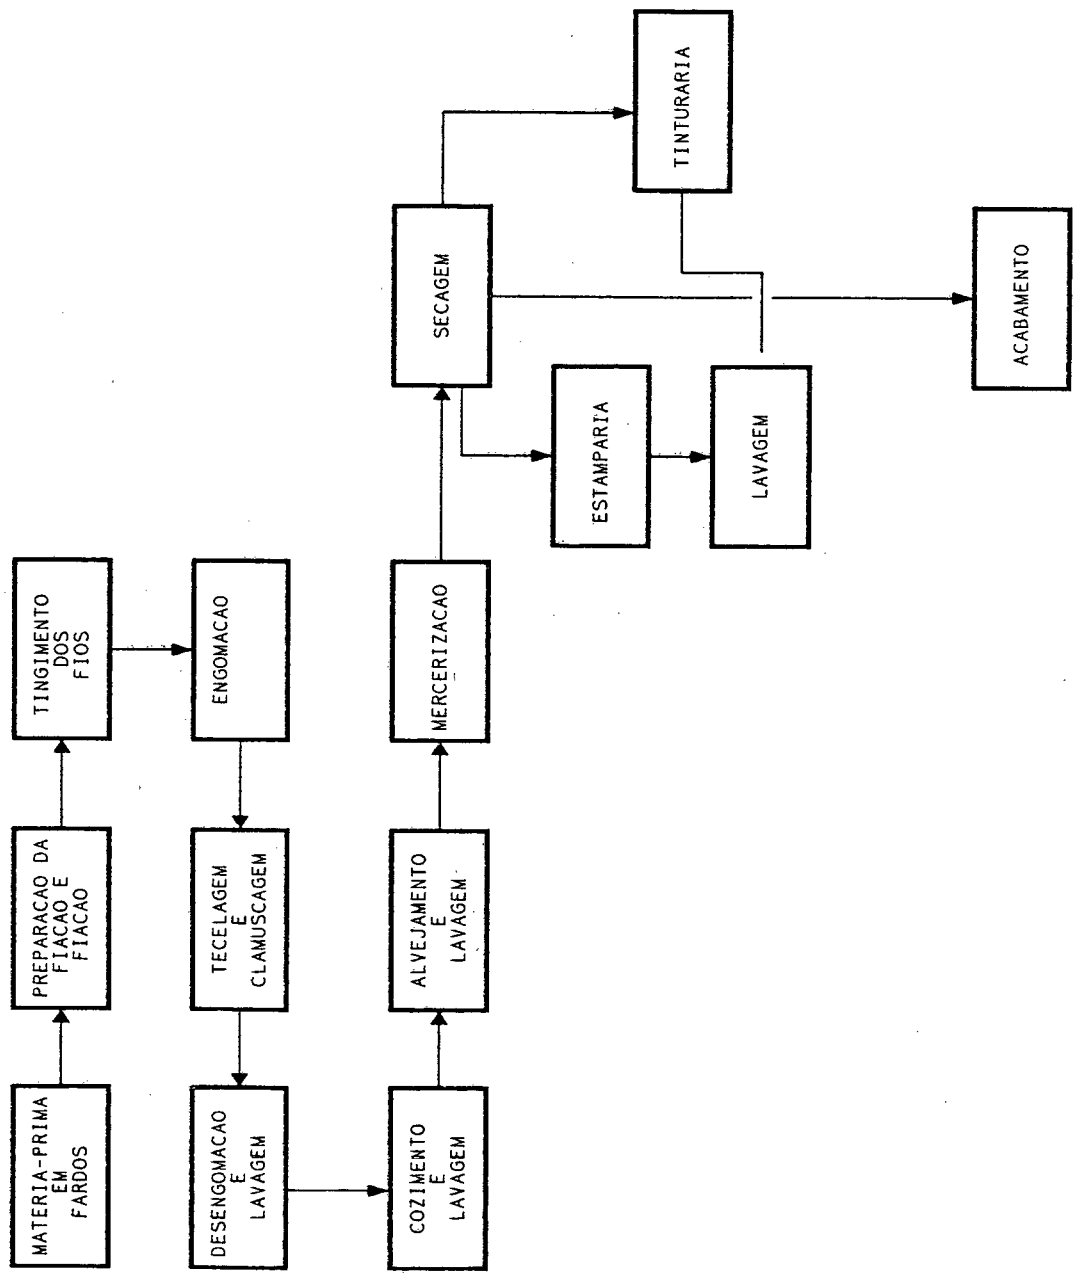 MATERIA-PRIMA
EM
FARDOS
PREPARACAO DA
FIACAO E
FIACAO
TINGIMENTO
DOS
FIOS
ENGOMACAO
TECELAGEM
E
CLAMUSCAGEM
DESENGOMACAO
E
LAVAGEM
COZIMENTO
E
LAVAGEM
ALVEJAMENTO
E
LAVAGEM
MERCERIZACAO
SECAGEM
ESTAMPARIA
TINTURARIA
LAVAGEM
ACABAMENTO